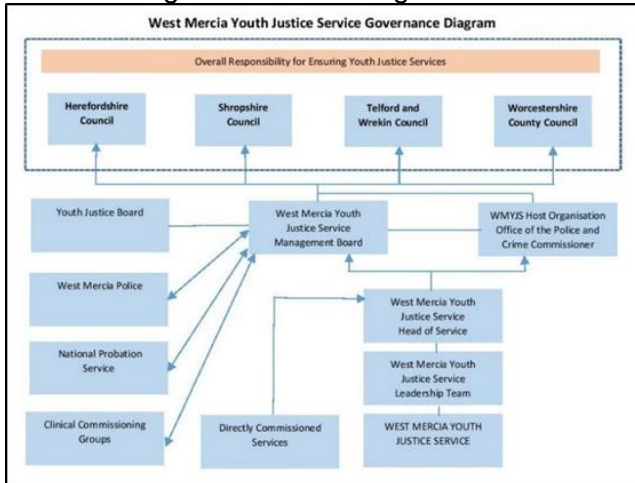 West Mercia Youth Justice Service Governance Diagram
Overall Responsibility for Ensuring Youth Justice Services
Herefordshire
Council
Shropshire
Council
Telford and
Wrekin Council
Worcestershire
County Council
Youth Justice Board
West Mercia Youth
Justice Service
Management Board
WMYJS Host Organisation
Office of the Police and
Crime Commissioner
West Mercia Police
West Mercia Youth
Justice Service
Head of Service
National Probation
Service
West Mercia Youth
Justice Service
Leadership Team
Clinical Commissioning
Groups
Directly Commissioned
Services
WEST MERCIA YOUTH
JUSTICE SERVICE